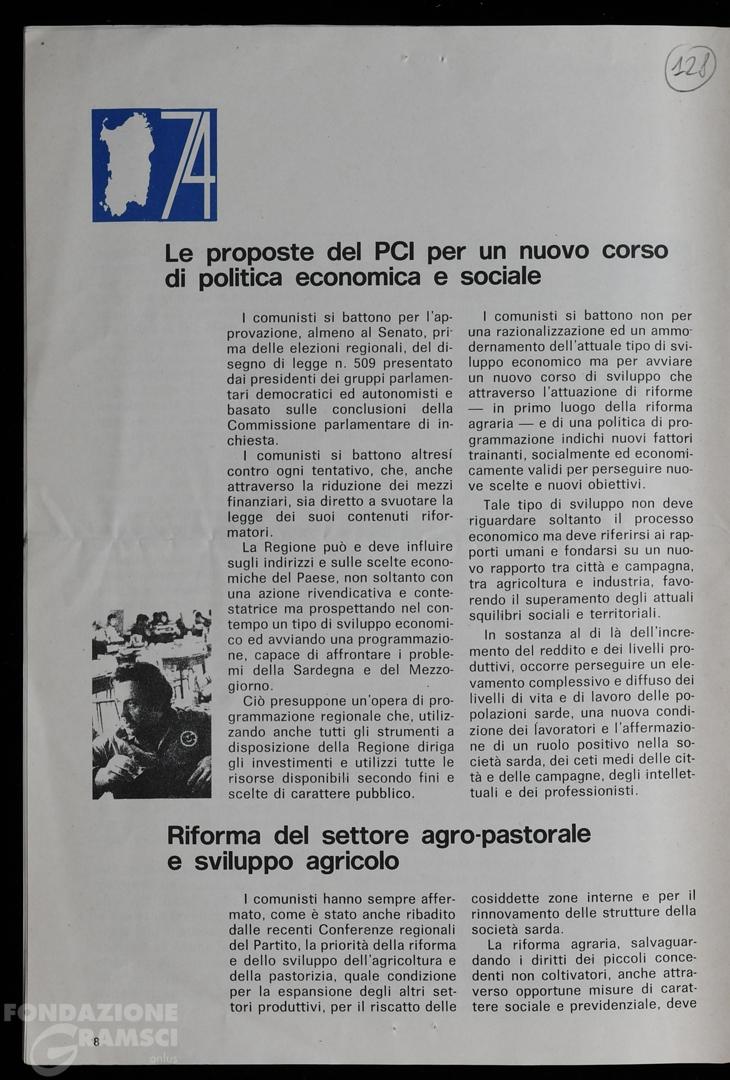 128
74
Le proposte del PCI per un nuovo corso
di politica economica e sociale
I comunisti si battono per l'ap-
provazione, almeno al Senato, pri-
ma delle elezioni regionali, del di-
segno di legge n. 509 presentato
dai presidenti dei gruppi parlamen-
tari democratici ed autonomisti e
basato sulle conclusioni della
Commissione parlamentare di in-
chiesta.
I comunisti si battono altresí
contro ogni tentativo, che, anche
attraverso la riduzione dei mezzi
finanziari, sia diretto a svuotare la
legge dei suoi contenuti rifor-
matori.
La Regione può e deve influire
sugli indirizzi e sulle scelte econo-
miche del Paese, non soltanto con
una azione rivendicativa e conte-
statrice ma prospettando nel con-
tempo un tipo di sviluppo economi-
co ed avviando una programmazio-
ne, capace di affrontare i proble-
mi della Sardegna e del Mezzo-
giorno.
Ciò presuppone un'opera di pro-
grammazione regionale che, utiliz-
zando anche tutti gli strumenti a
disposizione della Regione diriga
gli investimenti e utilizzi tutte le
risorse disponibili secondo fini e
scelte di carattere pubblico.
I comunisti si battono non per
una razionalizzazione ed un ammo-
dernamento dell'attuale tipo di svi-
luppo economico ma per avviare
un nuovo corso di sviluppo che
attraverso l'attuazione di riforme
— in primo luogo della riforma
agraria — e di una politica di pro-
grammazione indichi nuovi fattori
trainanti, socialmente ed economi-
camente validi per perseguire nuo-
ve scelte e nuovi obiettivi.
Tale tipo di sviluppo non deve
riguardare soltanto il processo
economico ma deve riferirsi ai rap-
porti umani e fondarsi su un nuo-
vo rapporto tra città e campagna,
tra agricoltura e industria, favo-
rendo il superamento degli attuali
squilibri sociali e territoriali.
In sostanza al di là dell'incre-
mento del reddito e dei livelli pro-
duttivi, occorre perseguire un ele-
vamento complessivo e diffuso dei
livelli di vita e di lavoro delle po-
polazioni sarde, una nuova condi-
zione dei lavoratori e l'affermazio-
ne di un ruolo positivo nella so-
cietà sarda, dei ceti medi delle cit-
tà e delle campagne, degli intellet-
tuali e dei professionisti.
Riforma del settore agro-pastorale
e sviluppo agricolo
I comunisti hanno sempre affer-
mato, come è stato anche ribadito
dalle recenti Conferenze regionali
del Partito, la priorità della riforma
e dello sviluppo dell'agricoltura e
della pastorizia, quale condizione
per la espansione degli altri set-
tori produttivi, per il riscatto delle
cosiddette zone interne e per il
rinnovamento delle strutture della
società sarda.
La riforma agraria, salvaguar-
dando i diritti dei piccoli conce-
denti non coltivatori, anche attra-
verso opportune misure di carat-
tere sociale e previdenziale, deve
8
FONDAZIONE
GRAMSCI
onlus